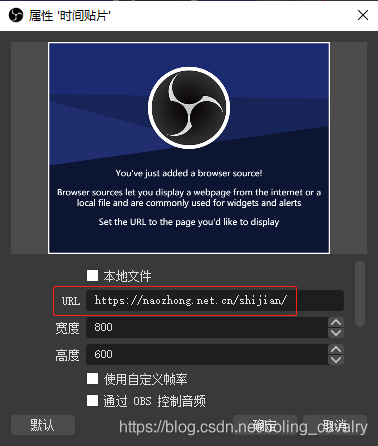 属性 '时间贴片'
You've just added a browser source!
Browser sources let you display a webpage from the internet or a
local file and are commonly used for widgets and alerts
Set the URL to the page you'd like to display
本地文件
URL https://naozhong.net.cn/shijian/
宽度 800
高度 600
使用自定义帧率
通过 OBS 控制音频
默认 确定 取消
https://blog.csdn.net/boling_cavalry